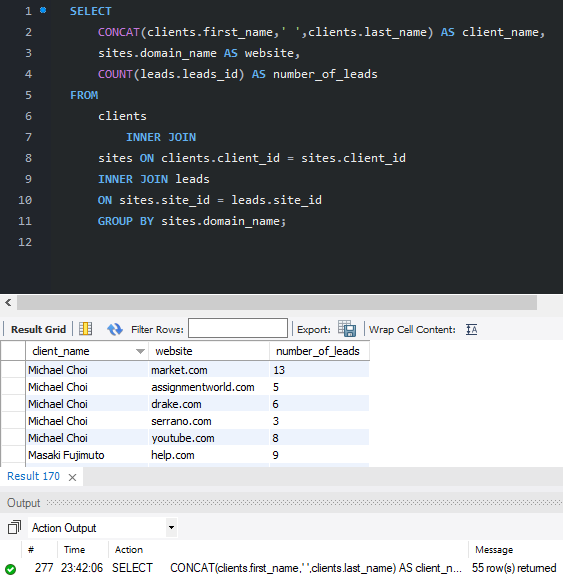 1 SELECT
2 CONCAT(clients.first_name,' ',clients.last_name) AS client_name,
3 sites.domain_name AS website,
4 COUNT(leads.leads_id) AS number_of_leads
5 FROM
6 clients
7 INNER JOIN
8 sites ON clients.client_id = sites.client_id
9 INNER JOIN leads
10 ON sites.site_id = leads.site_id
11 GROUP BY sites.domain_name;
12
Result Grid Filter Rows: Export: Wrap Cell Content: IA
client_name website number_of_leads
Michael Choi market.com 13
Michael Choi assignmentworld.com 5
Michael Choi drake.com 6
Michael Choi serrano.com 3
Michael Choi youtube.com 8
Masaki Fujimuto help.com 9
Result 170 ×
Output
Action Output
# Time Action Message
277 23:42:06 SELECT CONCAT(clients.first_name,' ',clients.last_name) AS client_n... 55 row(s) returned